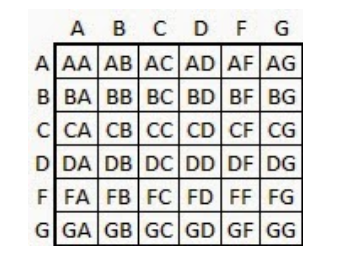 A B C D F G
A AA AB AC AD AF AG
B BA BB BC BD BF BG
C CA CB CC CD CF CG
D DA DB DC DD DF DG
F FA FB FC FD FF FG
G GA GB GC GD GF GG